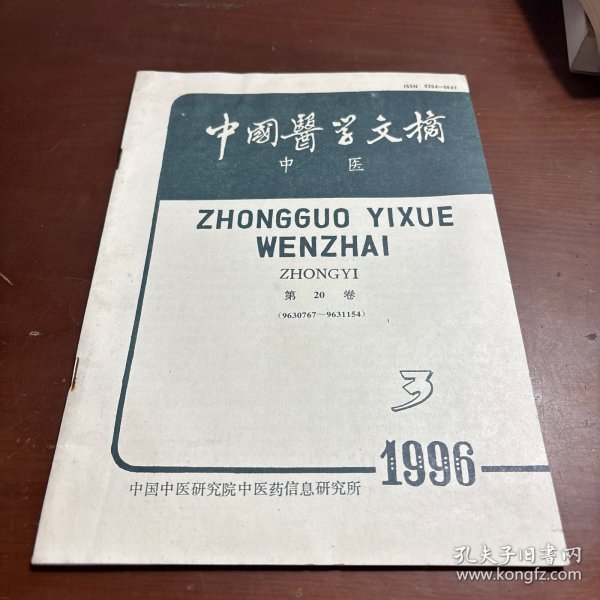 ISSN 0254—9042
中國醫学文摘
中 医
ZHONGGUO YIXUE
WENZHAI
ZHONGYI
第 20 卷
(9630767～9631154)
3
1996
中国中医研究院中医药信息研究所
孔夫子旧书网
www.kongfz.com